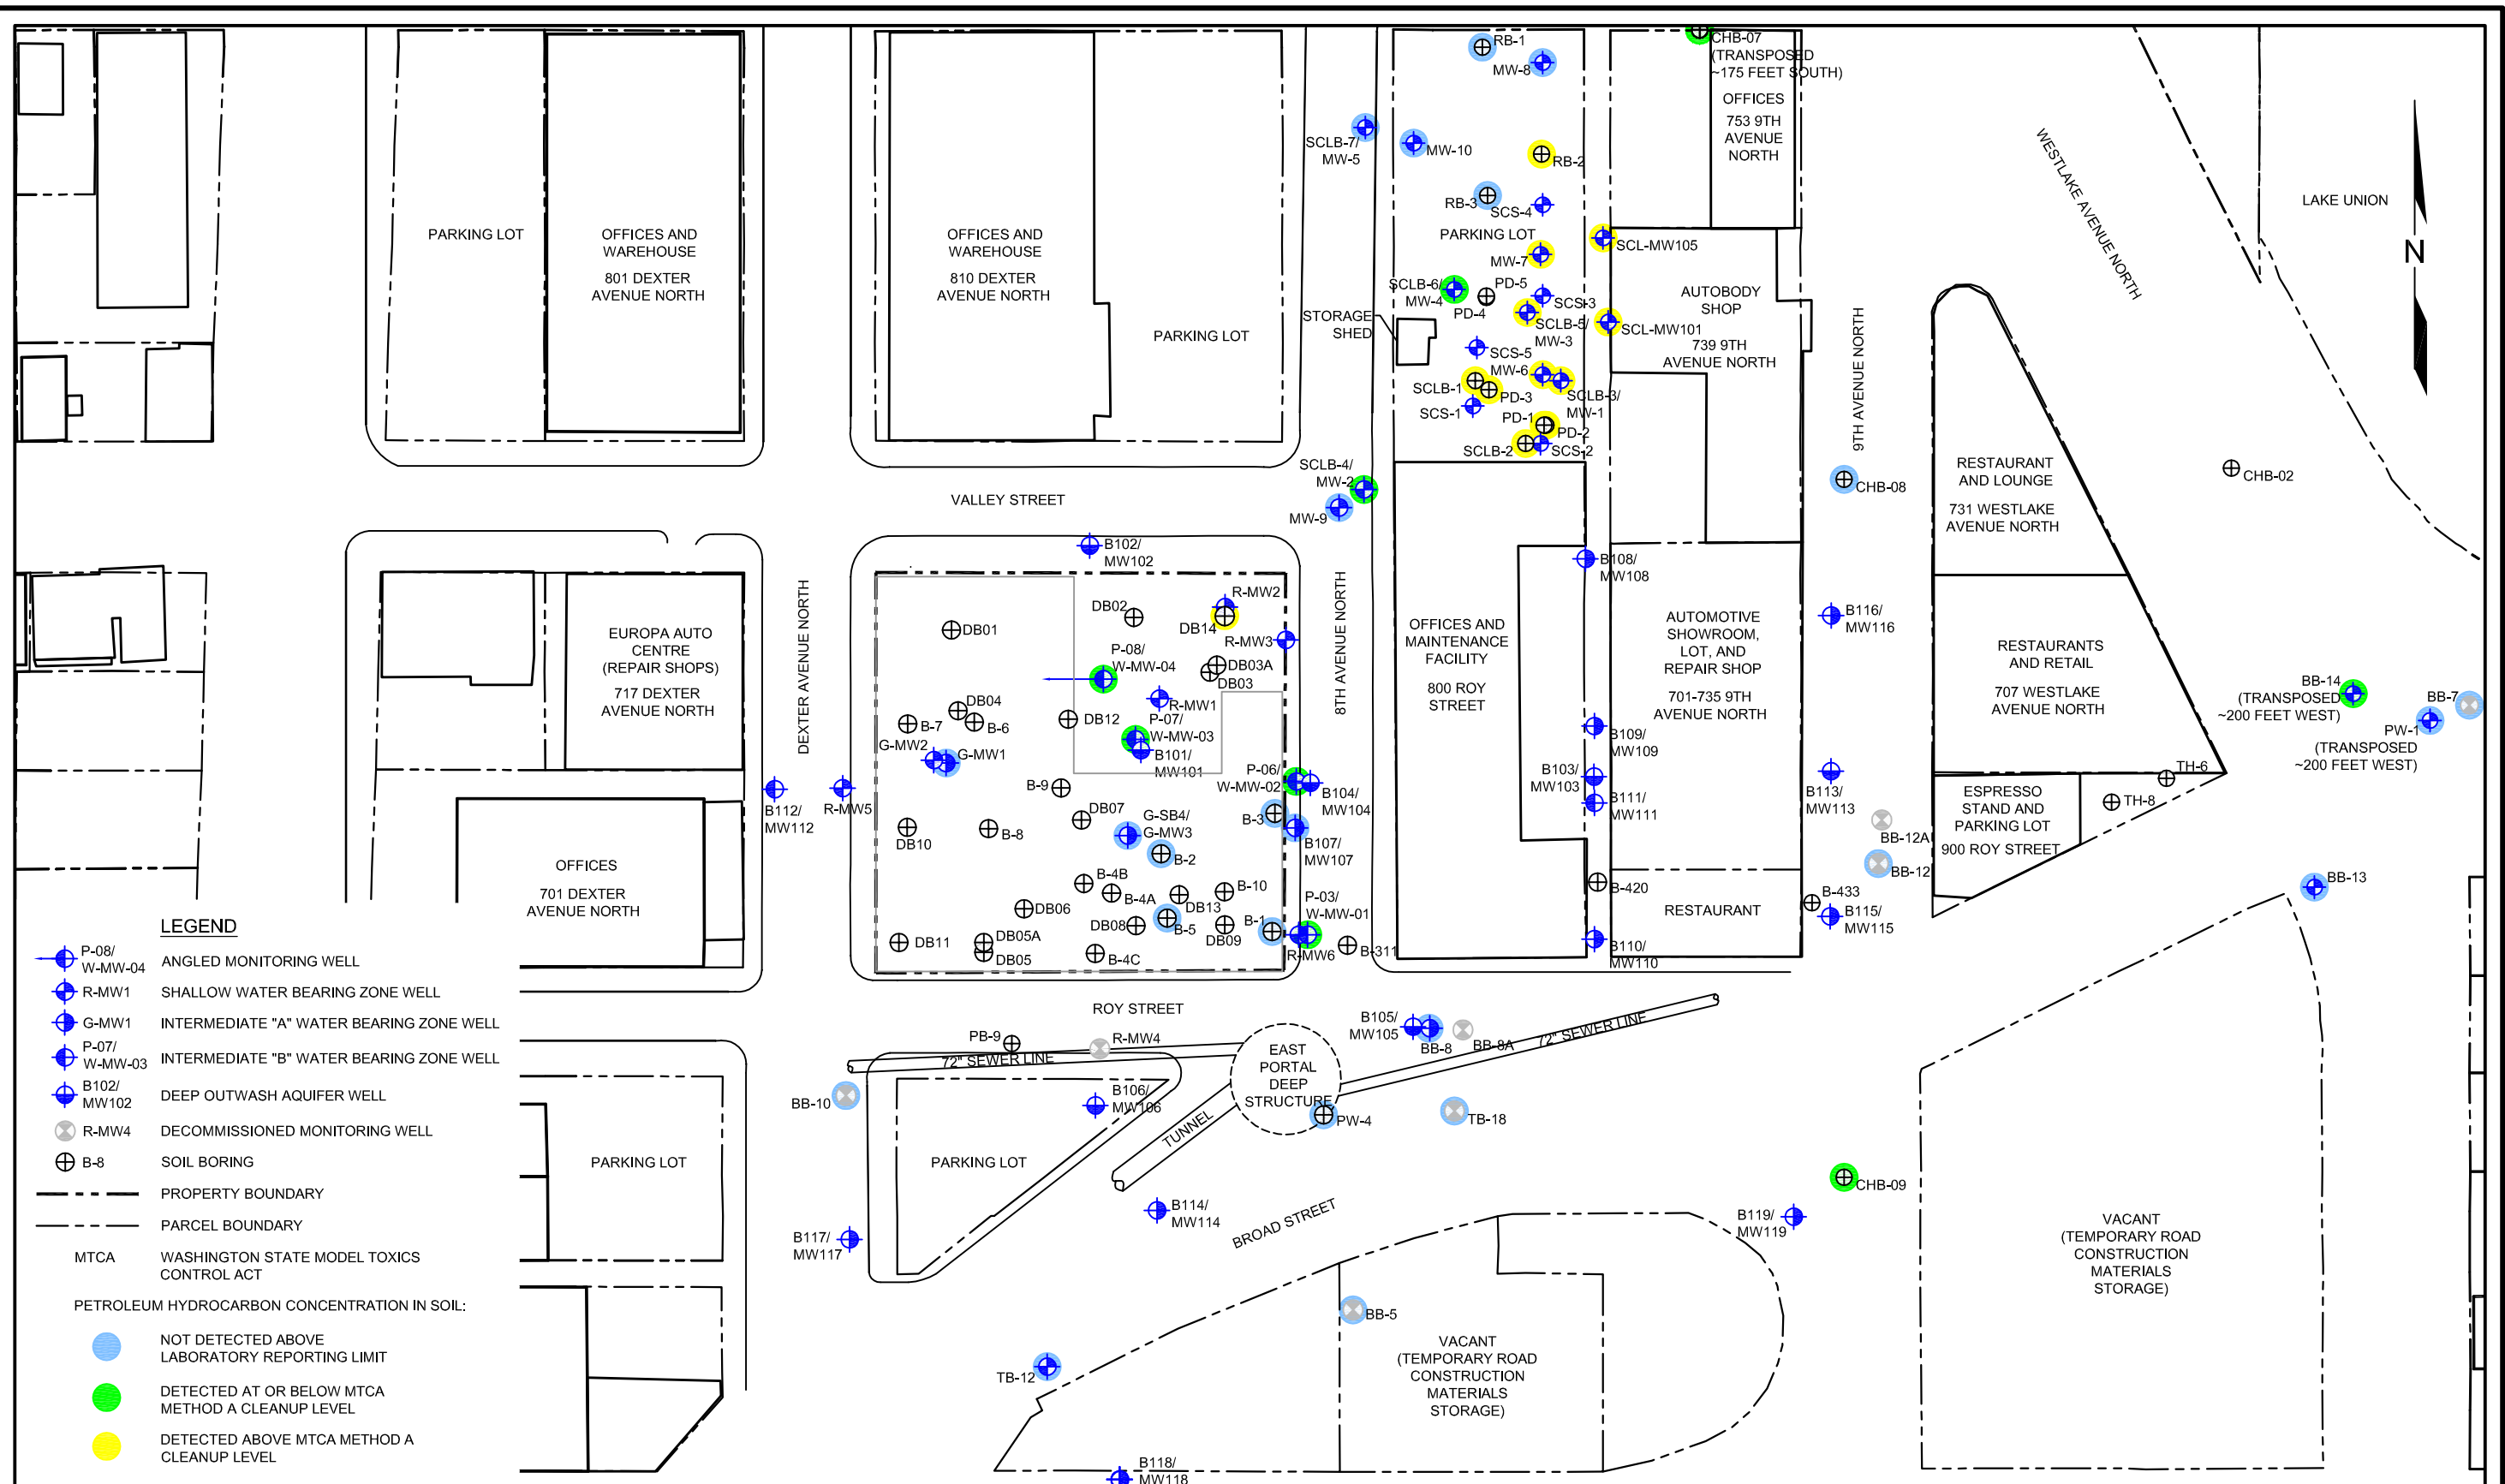 RB-1
MW-8
CHB-07
(TRANSPOSED
~175 FEET SOUTH)
OFFICES
753 9TH
AVENUE
NORTH
SCLB-7/
MW-5
MW-10
RB-2
RB-3
SCS-4
PARKING LOT
MW-7
SCL-MW105
WESTLAKE AVENUE NORTH
LAKE UNION
N
PARKING LOT
OFFICES AND
WAREHOUSE
801 DEXTER
AVENUE NORTH
OFFICES AND
WAREHOUSE
810 DEXTER
AVENUE NORTH
PARKING LOT
SCLB-6/
MW-4
PD-5
PD-4
SCS-3
SCLB-5/
MW-3
SCL-MW101
AUTOBODY
SHOP
739 9TH
AVENUE NORTH
STORAGE
SHED
SCS-5
MW-6
SCLB-1
PD-3
SCLB-3/
MW-1
SCS-1
PD-1
PD-2
SCLB-2
SCS-2
9TH AVENUE NORTH
SCLB-4/
MW-2
MW-9
CHB-08
RESTAURANT
AND LOUNGE
731 WESTLAKE
AVENUE NORTH
CHB-02
VALLEY STREET
B102/
MW102
B108/
MW108
DEXTER AVENUE NORTH
8TH AVENUE NORTH
EUROPA AUTO
CENTRE
(REPAIR SHOPS)
717 DEXTER
AVENUE NORTH
DB01
DB02
R-MW2
DB14
R-MW3
P-08/
W-MW-04
DB03A
DB03
DB04
B-7
B-6
DB12
R-MW1
P-07/
W-MW-03
G-MW2
G-MW1
B101/
MW101
OFFICES AND
MAINTENANCE
FACILITY
800 ROY
STREET
AUTOMOTIVE
SHOWROOM,
LOT, AND
REPAIR SHOP
701-735 9TH
AVENUE NORTH
B116/
MW116
RESTAURANTS
AND RETAIL
707 WESTLAKE
AVENUE NORTH
BB-14
(TRANSPOSED
~200 FEET WEST)
BB-7
PW-1
(TRANSPOSED
~200 FEET WEST)
B109/
MW109
B103/
MW103
B111/
MW111
B113/
MW113
TH-6
TH-8
ESPRESSO
STAND AND
PARKING LOT
900 ROY STREET
BB-12A
BB-12
BB-13
B112/
MW112
R-MW5
B-9
P-06/
W-MW-02
B104/
MW104
DB07
G-SB4/
G-MW3
B-3
B107/
MW107
DB10
B-8
B-2
B-4B
B-4A
DB13
B-10
DB06
DB08
B-5
DB09
B-1
P-03/
W-MW-01
R-MW6
B-311
DB11
DB05A
DB05
B-4C
B-420
RESTAURANT
B-433
B115/
MW115
B110/
MW110
OFFICES
701 DEXTER
AVENUE NORTH
ROY STREET
PB-9
R-MW4
72" SEWER LINE
EAST
PORTAL
DEEP
STRUCTURE
B105/
MW105
BB-8
BB-8A
72" SEWER LINE
BB-10
B106/
MW106
TUNNEL
PW-4
TB-18
PARKING LOT
PARKING LOT
CHB-09
B114/
MW114
BROAD STREET
B117/
MW117
B119/
MW119
VACANT
(TEMPORARY ROAD
CONSTRUCTION
MATERIALS
STORAGE)
BB-5
VACANT
(TEMPORARY ROAD
CONSTRUCTION
MATERIALS
STORAGE)
TB-12
B118/
MW118
LEGEND
P-08/
W-MW-04 ANGLED MONITORING WELL
R-MW1 SHALLOW WATER BEARING ZONE WELL
G-MW1 INTERMEDIATE "A" WATER BEARING ZONE WELL
P-07/
W-MW-03 INTERMEDIATE "B" WATER BEARING ZONE WELL
B102/
MW102 DEEP OUTWASH AQUIFER WELL
R-MW4 DECOMMISSIONED MONITORING WELL
B-8 SOIL BORING
PROPERTY BOUNDARY
PARCEL BOUNDARY
MTCA WASHINGTON STATE MODEL TOXICS
CONTROL ACT
PETROLEUM HYDROCARBON CONCENTRATION IN SOIL:
NOT DETECTED ABOVE
LABORATORY REPORTING LIMIT
DETECTED AT OR BELOW MTCA
METHOD A CLEANUP LEVEL
DETECTED ABOVE MTCA METHOD A
CLEANUP LEVEL